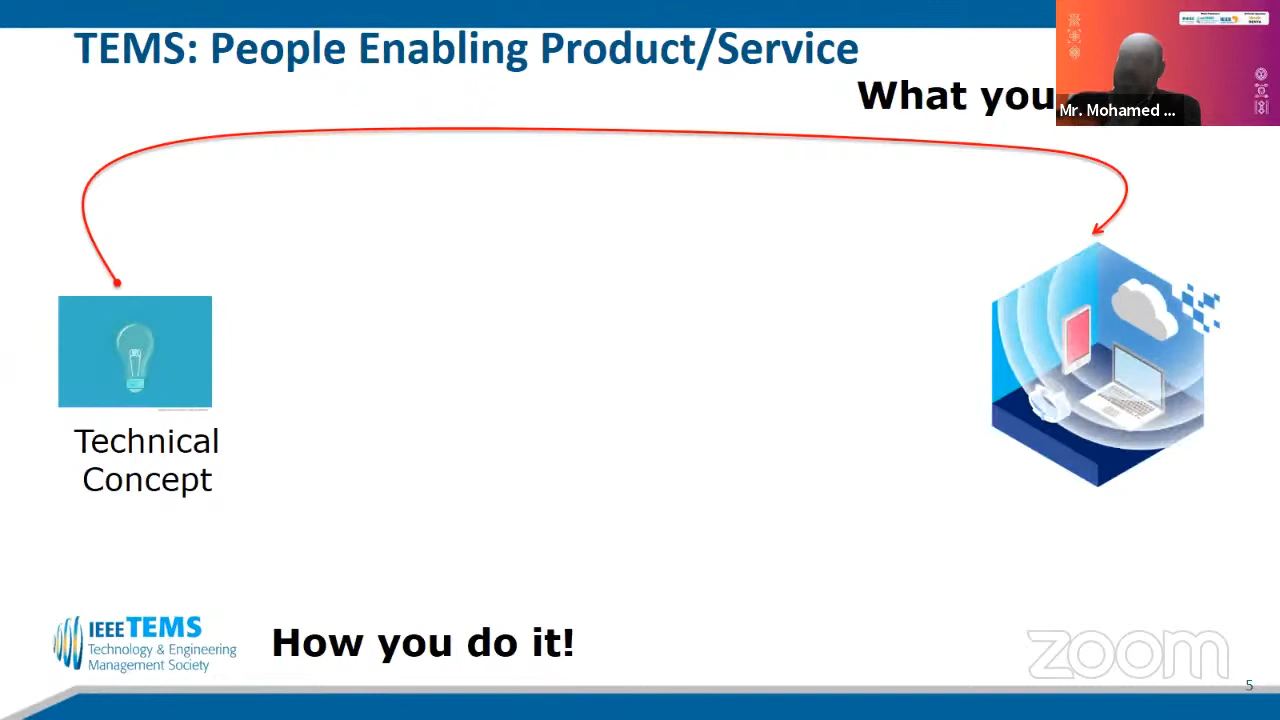 TEMS: People Enabling Product/Service
What you
Mr. Mohamed ...
Technical
Concept
IEEE TEMS
Technology & Engineering
Management Society
How you do it!
zoom
5